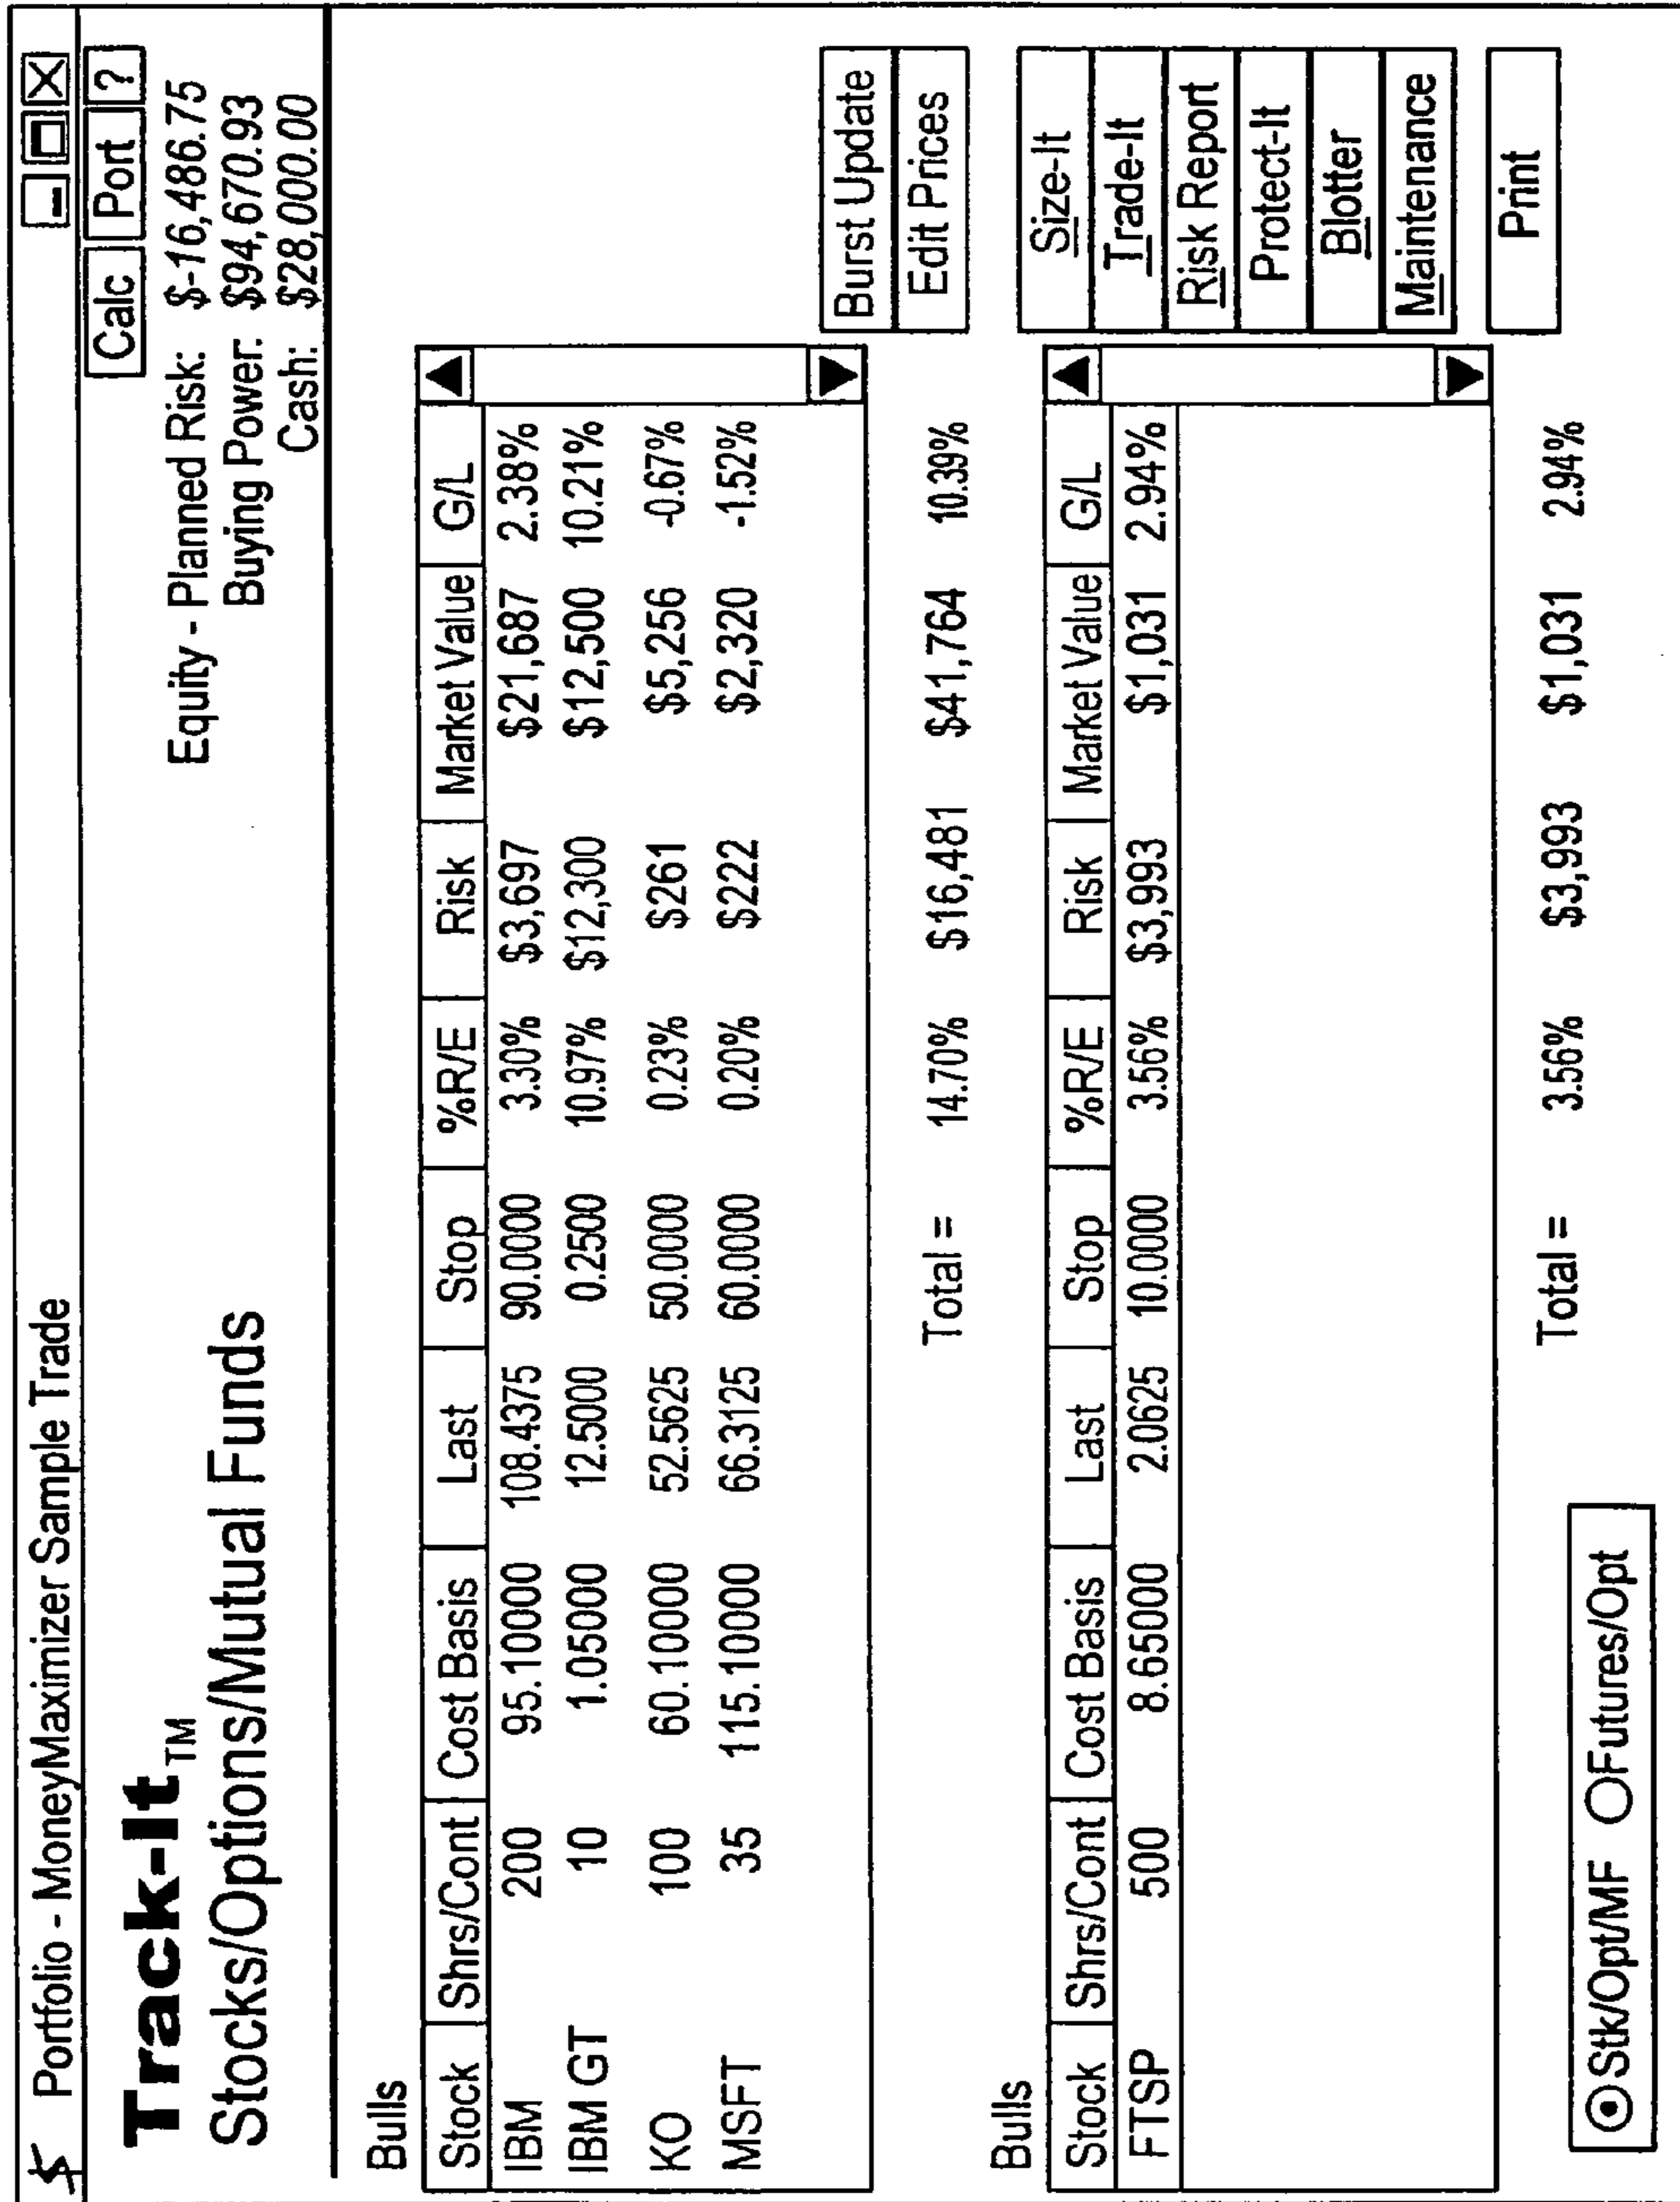 $ Portfolio - MoneyMaximizer Sample Trade
Calc Port ?
Track-It™
Stocks/Options/Mutual Funds
Equity - Planned Risk: $-16,486.75
Buying Power: $94,670.93
Cash: $28,000.00
Bulls
Stock Shrs/Cont Cost Basis Last Stop %R/E Risk Market Value G/L
IBM 200 95.10000 108.4375 90.0000 3.30% $3,697 $21,687 2.38%
IBM GT 10 1.05000 12.5000 0.2500 10.97% $12,300 $12,500 10.21%
KO 100 60.10000 52.5625 50.0000 0.23% $261 $5,256 -0.67%
MSFT 35 115.10000 66.3125 60.0000 0.20% $222 $2,320 -1.52%
Burst Update
Total = 14.70% $16,481 $41,764 10.39%
Edit Prices
Bulls
Stock Shrs/Cont Cost Basis Last Stop %R/E Risk Market Value G/L
FTSP 500 8.65000 2.0625 10.0000 3.56% $3,993 $1,031 2.94%
Size-It
Trade-It
Risk Report
Protect-It
Blotter
Maintenance
Total = 3.56% $3,993 $1,031 2.94%
Print
Stk/Opt/MF Futures/Opt